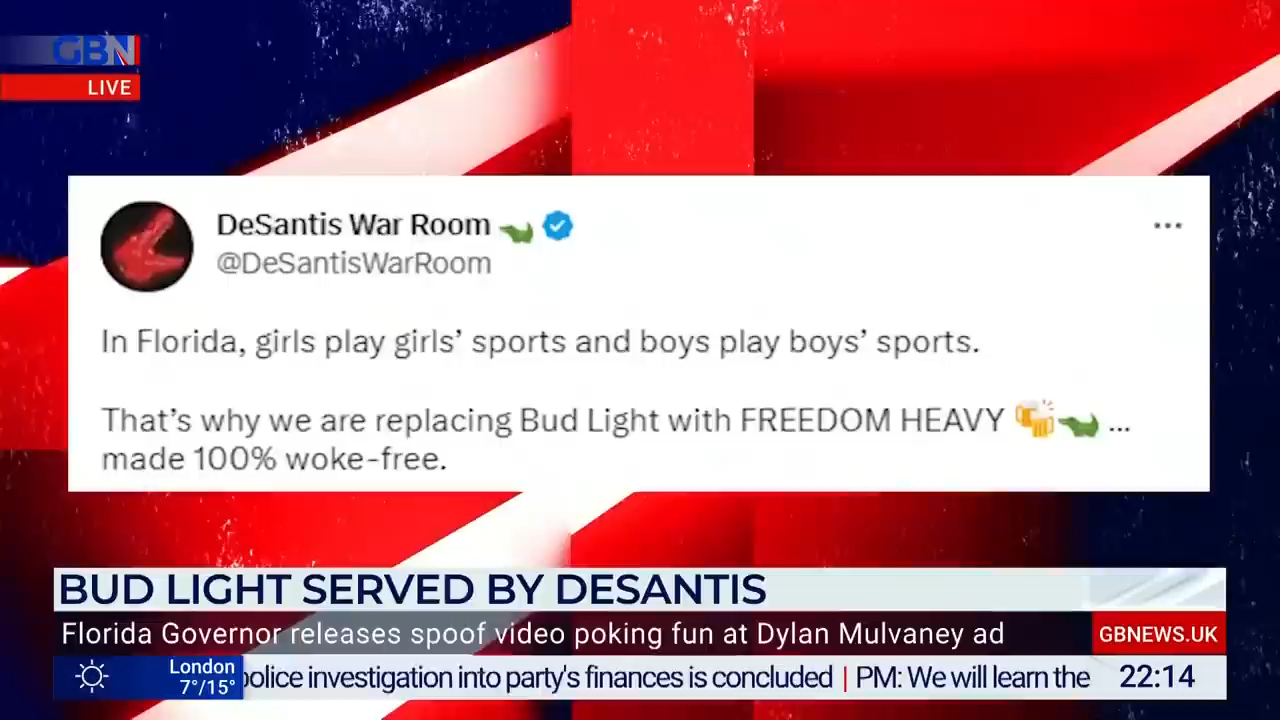 GBN
LIVE
DeSantis War Room
@DeSantisWarRoom
In Florida, girls play girls’ sports and boys play boys’ sports.
That’s why we are replacing Bud Light with FREEDOM HEAVY 🍻🐊 ...
made 100% woke-free.
BUD LIGHT SERVED BY DESANTIS
Florida Governor releases spoof video poking fun at Dylan Mulvaney ad
GBNEWS.UK
London
7°/15°
police investigation into party's finances is concluded | PM: We will learn the
22:14